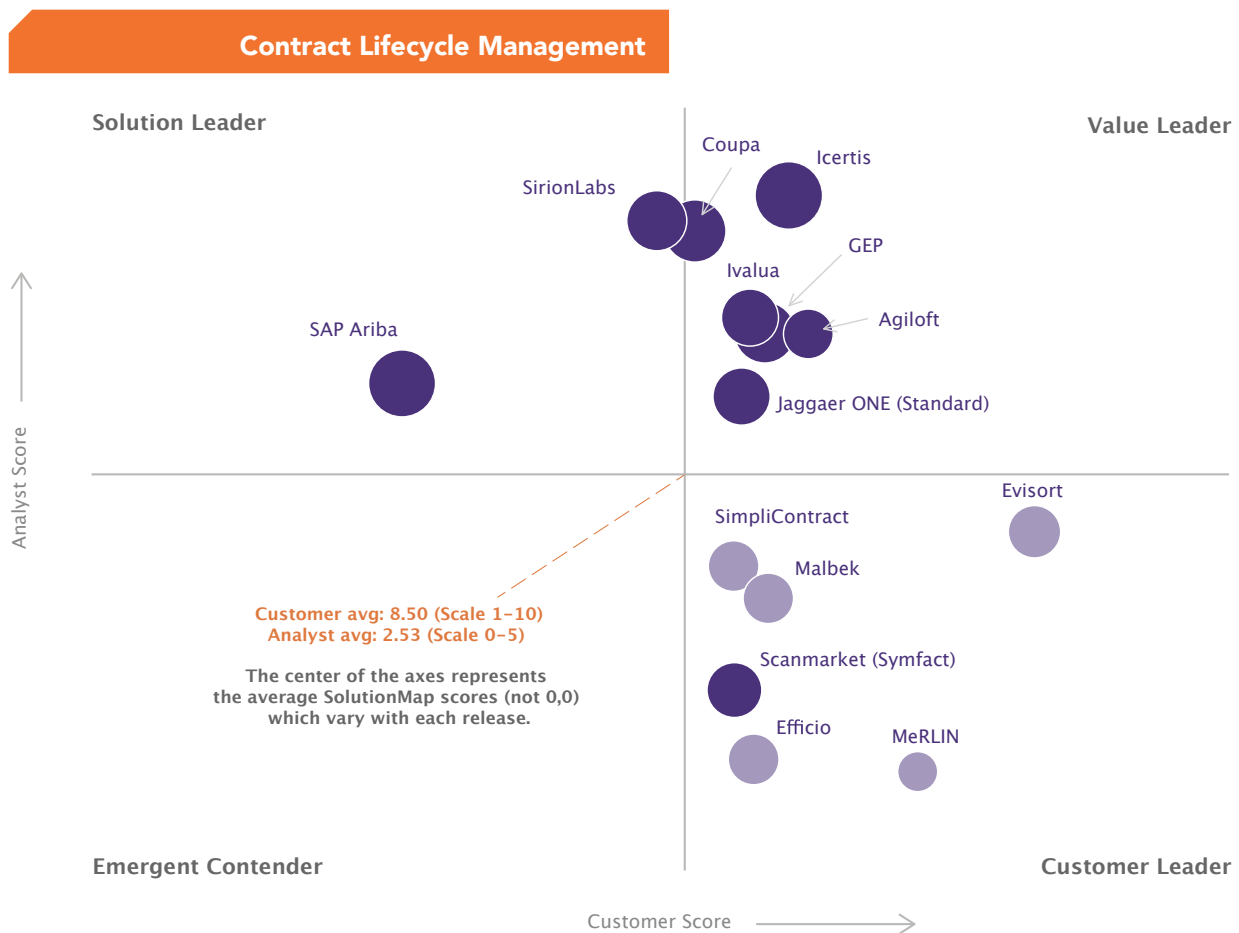 Contract Lifecycle Management
Solution Leader
Value Leader
Coupa
Icertis
SirionLabs
GEP
Ivalua
Agiloft
SAP Ariba
Jaggaer ONE (Standard)
Analyst Score
Evisort
SimpliContract
Malbek
Customer avg: 8.50 (Scale 1–10)
Analyst avg: 2.53 (Scale 0–5)
The center of the axes represents
the average SolutionMap scores (not 0,0)
which vary with each release.
Scanmarket (Symfact)
Efficio
MeRLIN
Emergent Contender
Customer Leader
Customer Score